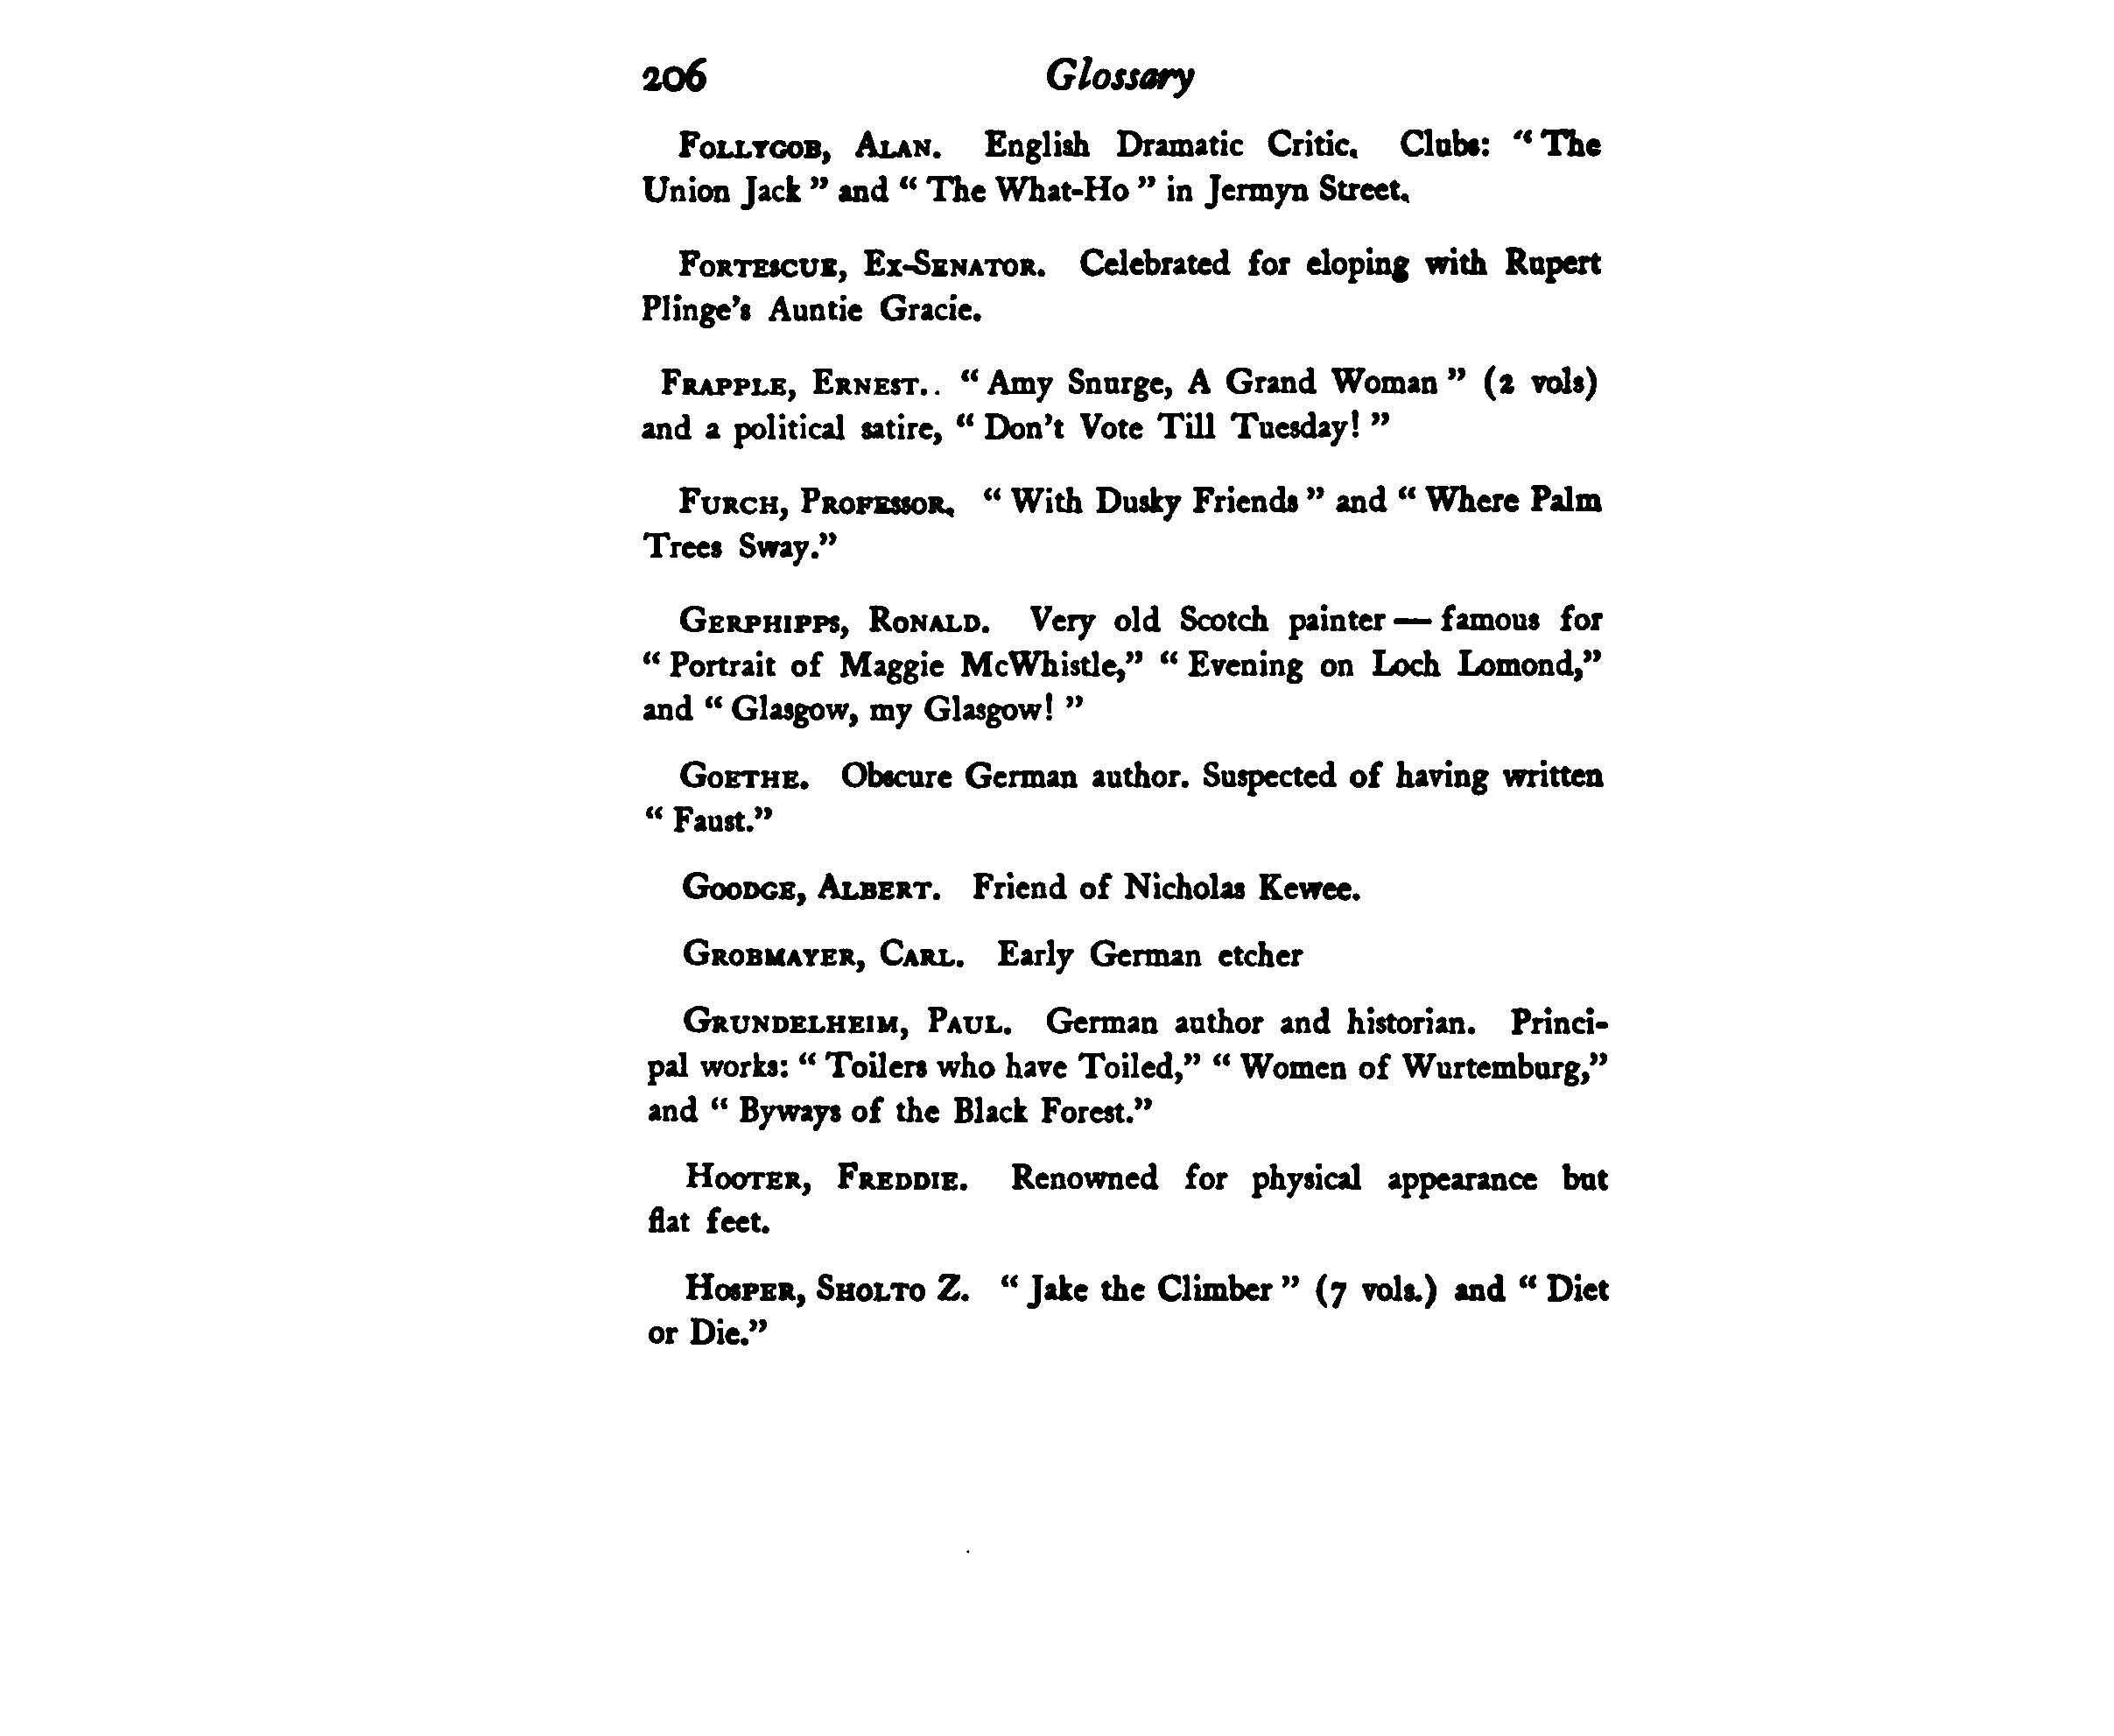 206 Glossary
Follygob, Alan. English Dramatic Critic. Clubs: "The
Union Jack" and "The What-Ho" in Jermyn Street.
Fortescue, Ex-Senator. Celebrated for eloping with Rupert
Plinge's Auntie Gracie.
Frapple, Ernest.. "Amy Snurge, A Grand Woman" (2 vols)
and a political satire, "Don't Vote Till Tuesday!"
Furch, Professor. "With Dusky Friends" and "Where Palm
Trees Sway."
Gerphipps, Ronald. Very old Scotch painter — famous for
"Portrait of Maggie McWhistle," "Evening on Loch Lomond,"
and "Glasgow, my Glasgow!"
Goethe. Obscure German author. Suspected of having written
"Faust."
Goodge, Albert. Friend of Nicholas Kewee.
Grobmayer, Carl. Early German etcher
Grundelheim, Paul. German author and historian. Princi-
pal works: "Toilers who have Toiled," "Women of Wurtemburg,"
and "Byways of the Black Forest."
Hooter, Freddie. Renowned for physical appearance but
flat feet.
Hosper, Sholto Z. "Jake the Climber" (7 vols.) and "Diet
or Die."